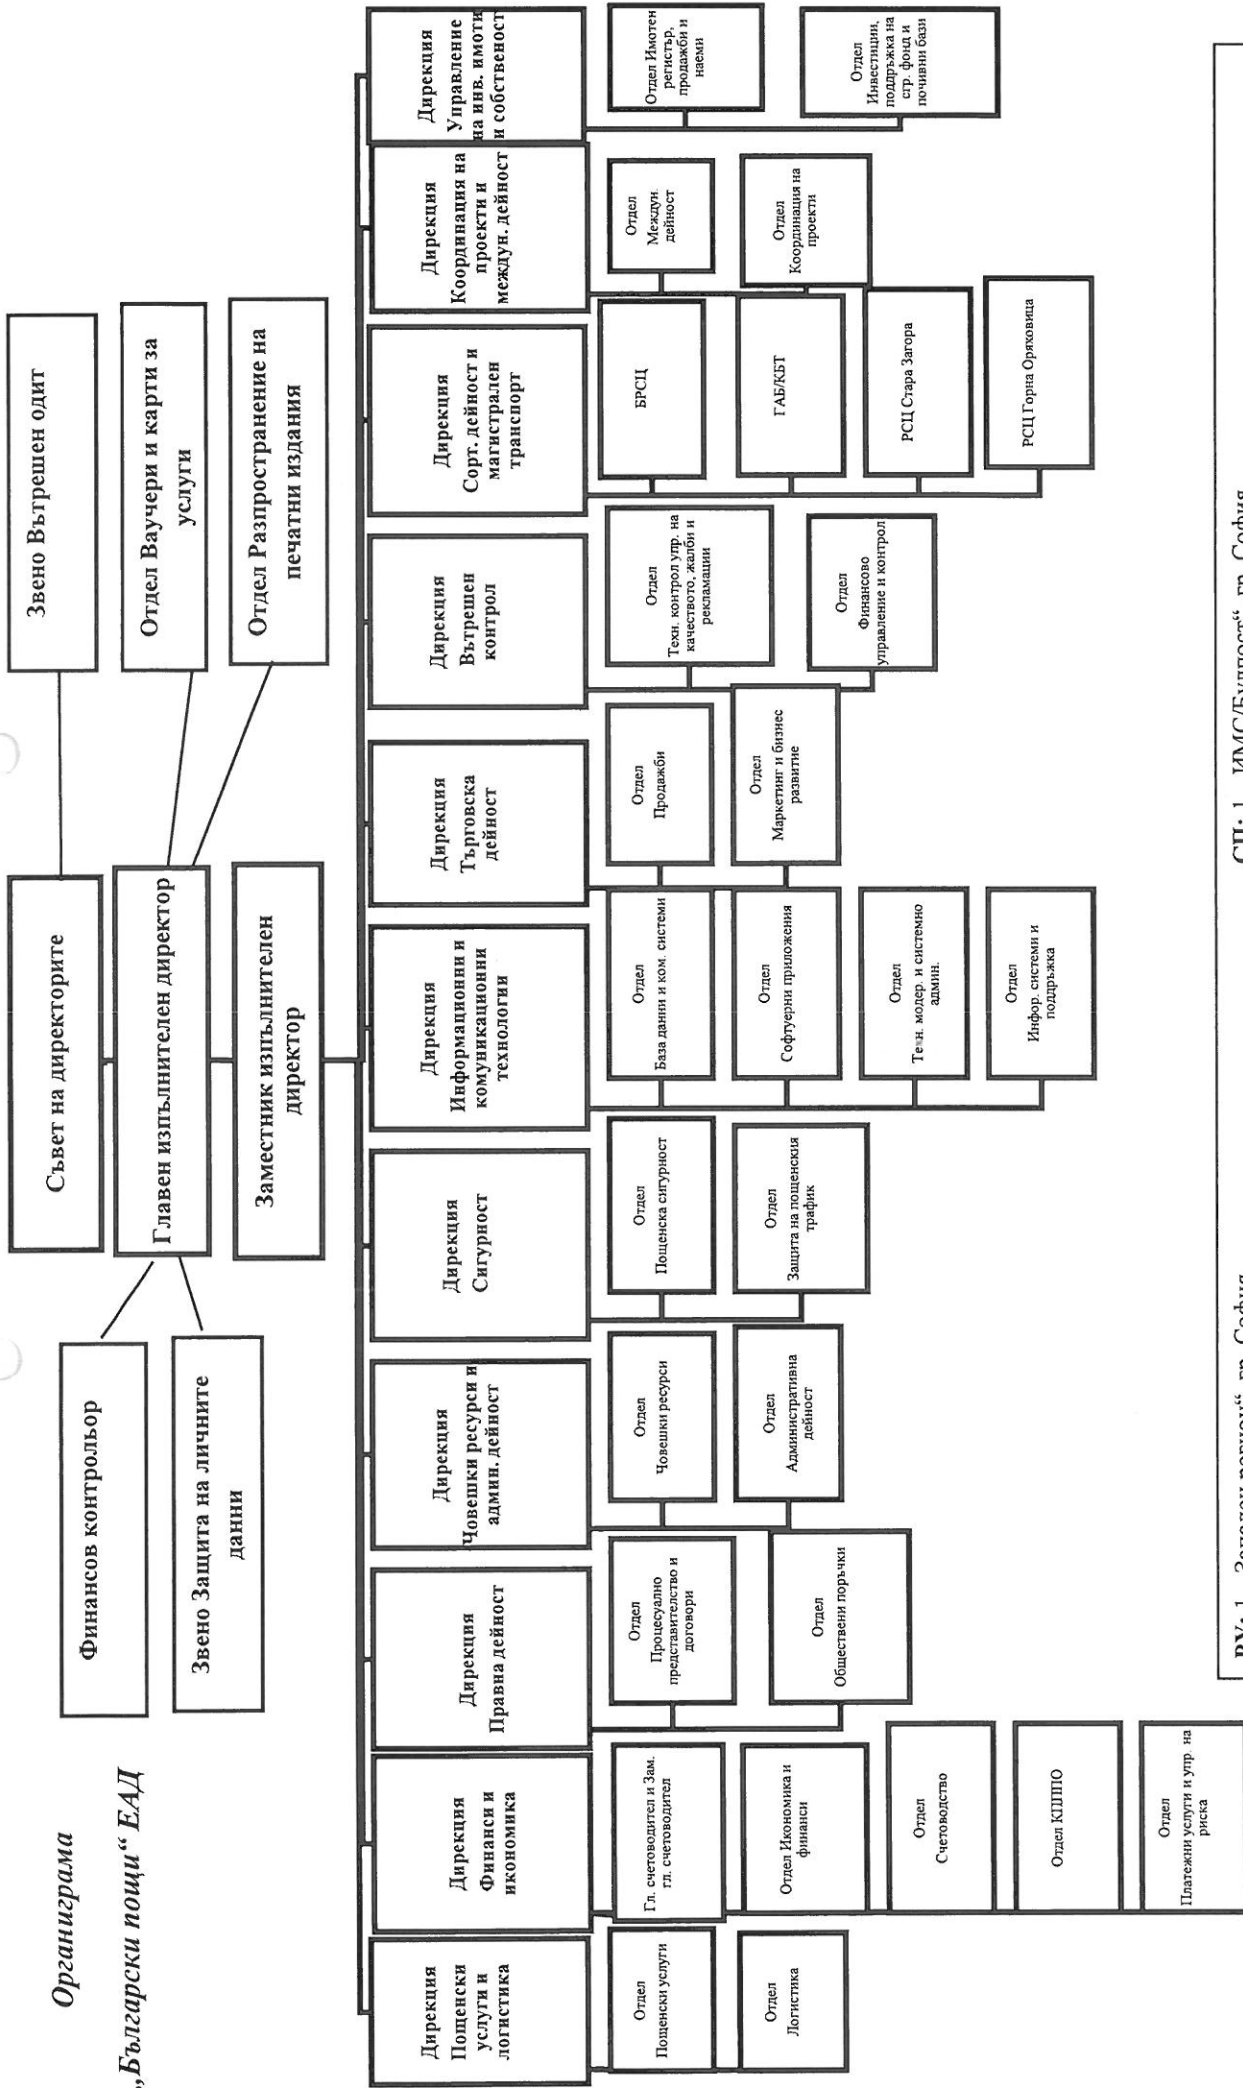 Органиграма
„Български пощи“ ЕАД
Финансов контрольор
Звено Защита на личните
данни
Съвет на директорите
Главен изпълнителен директор
Заместник изпълнителен
директор
Звено Вътрешен одит
Отдел Ваучери и карти за
услуги
Отдел Разпространение на
печатни издания
Дирекция
Пощенски
услуги и
логистика
Отдел
Пощенски услуги
Отдел
Логистика
Дирекция
Финанси и
икономика
Гл. счетоводител и Зам.
гл. счетоводител
Отдел Икономика и
финанси
Отдел
Счетоводство
Отдел КППО
Отдел
Платежни услуги и упр. на
риска
Дирекция
Правна дейност
Отдел
Процесуално
представителство и
договори
Отдел
Обществени поръчки
Дирекция
Човешки ресурси и
админ. дейност
Отдел
Човешки ресурси
Отдел
Административна
дейност
Дирекция
Сигурност
Отдел
Пощенска сигурност
Отдел
Защита на пощенския
трафик
Дирекция
Информационни и
комуникационни
технологии
Отдел
База данни и ком. системи
Отдел
Софтуерни приложения
Отдел
Техн. модер. и системно
админ.
Отдел
Инфор. системи и
поддръжка
Дирекция
Търговска
дейност
Отдел
Продажби
Отдел
Маркетинг и бизнес
развитие
Дирекция
Вътрешен
контрол
Отдел
Техн. контрол упр. на
качеството, жалби и
рекламации
Отдел
Финансово
управление и контрол
Дирекция
Сорт. дейности и
магистрален
транспорт
БРСЦ
ГАБ/КБТ
РСЦ Стара Загора
РСЦ Горна Оряховица
Дирекция
Координация на
проекти и
междун. дейност
Отдел
Междун.
дейност
Отдел
Координация на
проекти
Дирекция
Управление
на инв. имоти
и собственост
Отдел Имотен
регистър,
продажби и
наеми
Отдел
Инвестиции,
поддръжка на
стр. фонд и
почивни бази